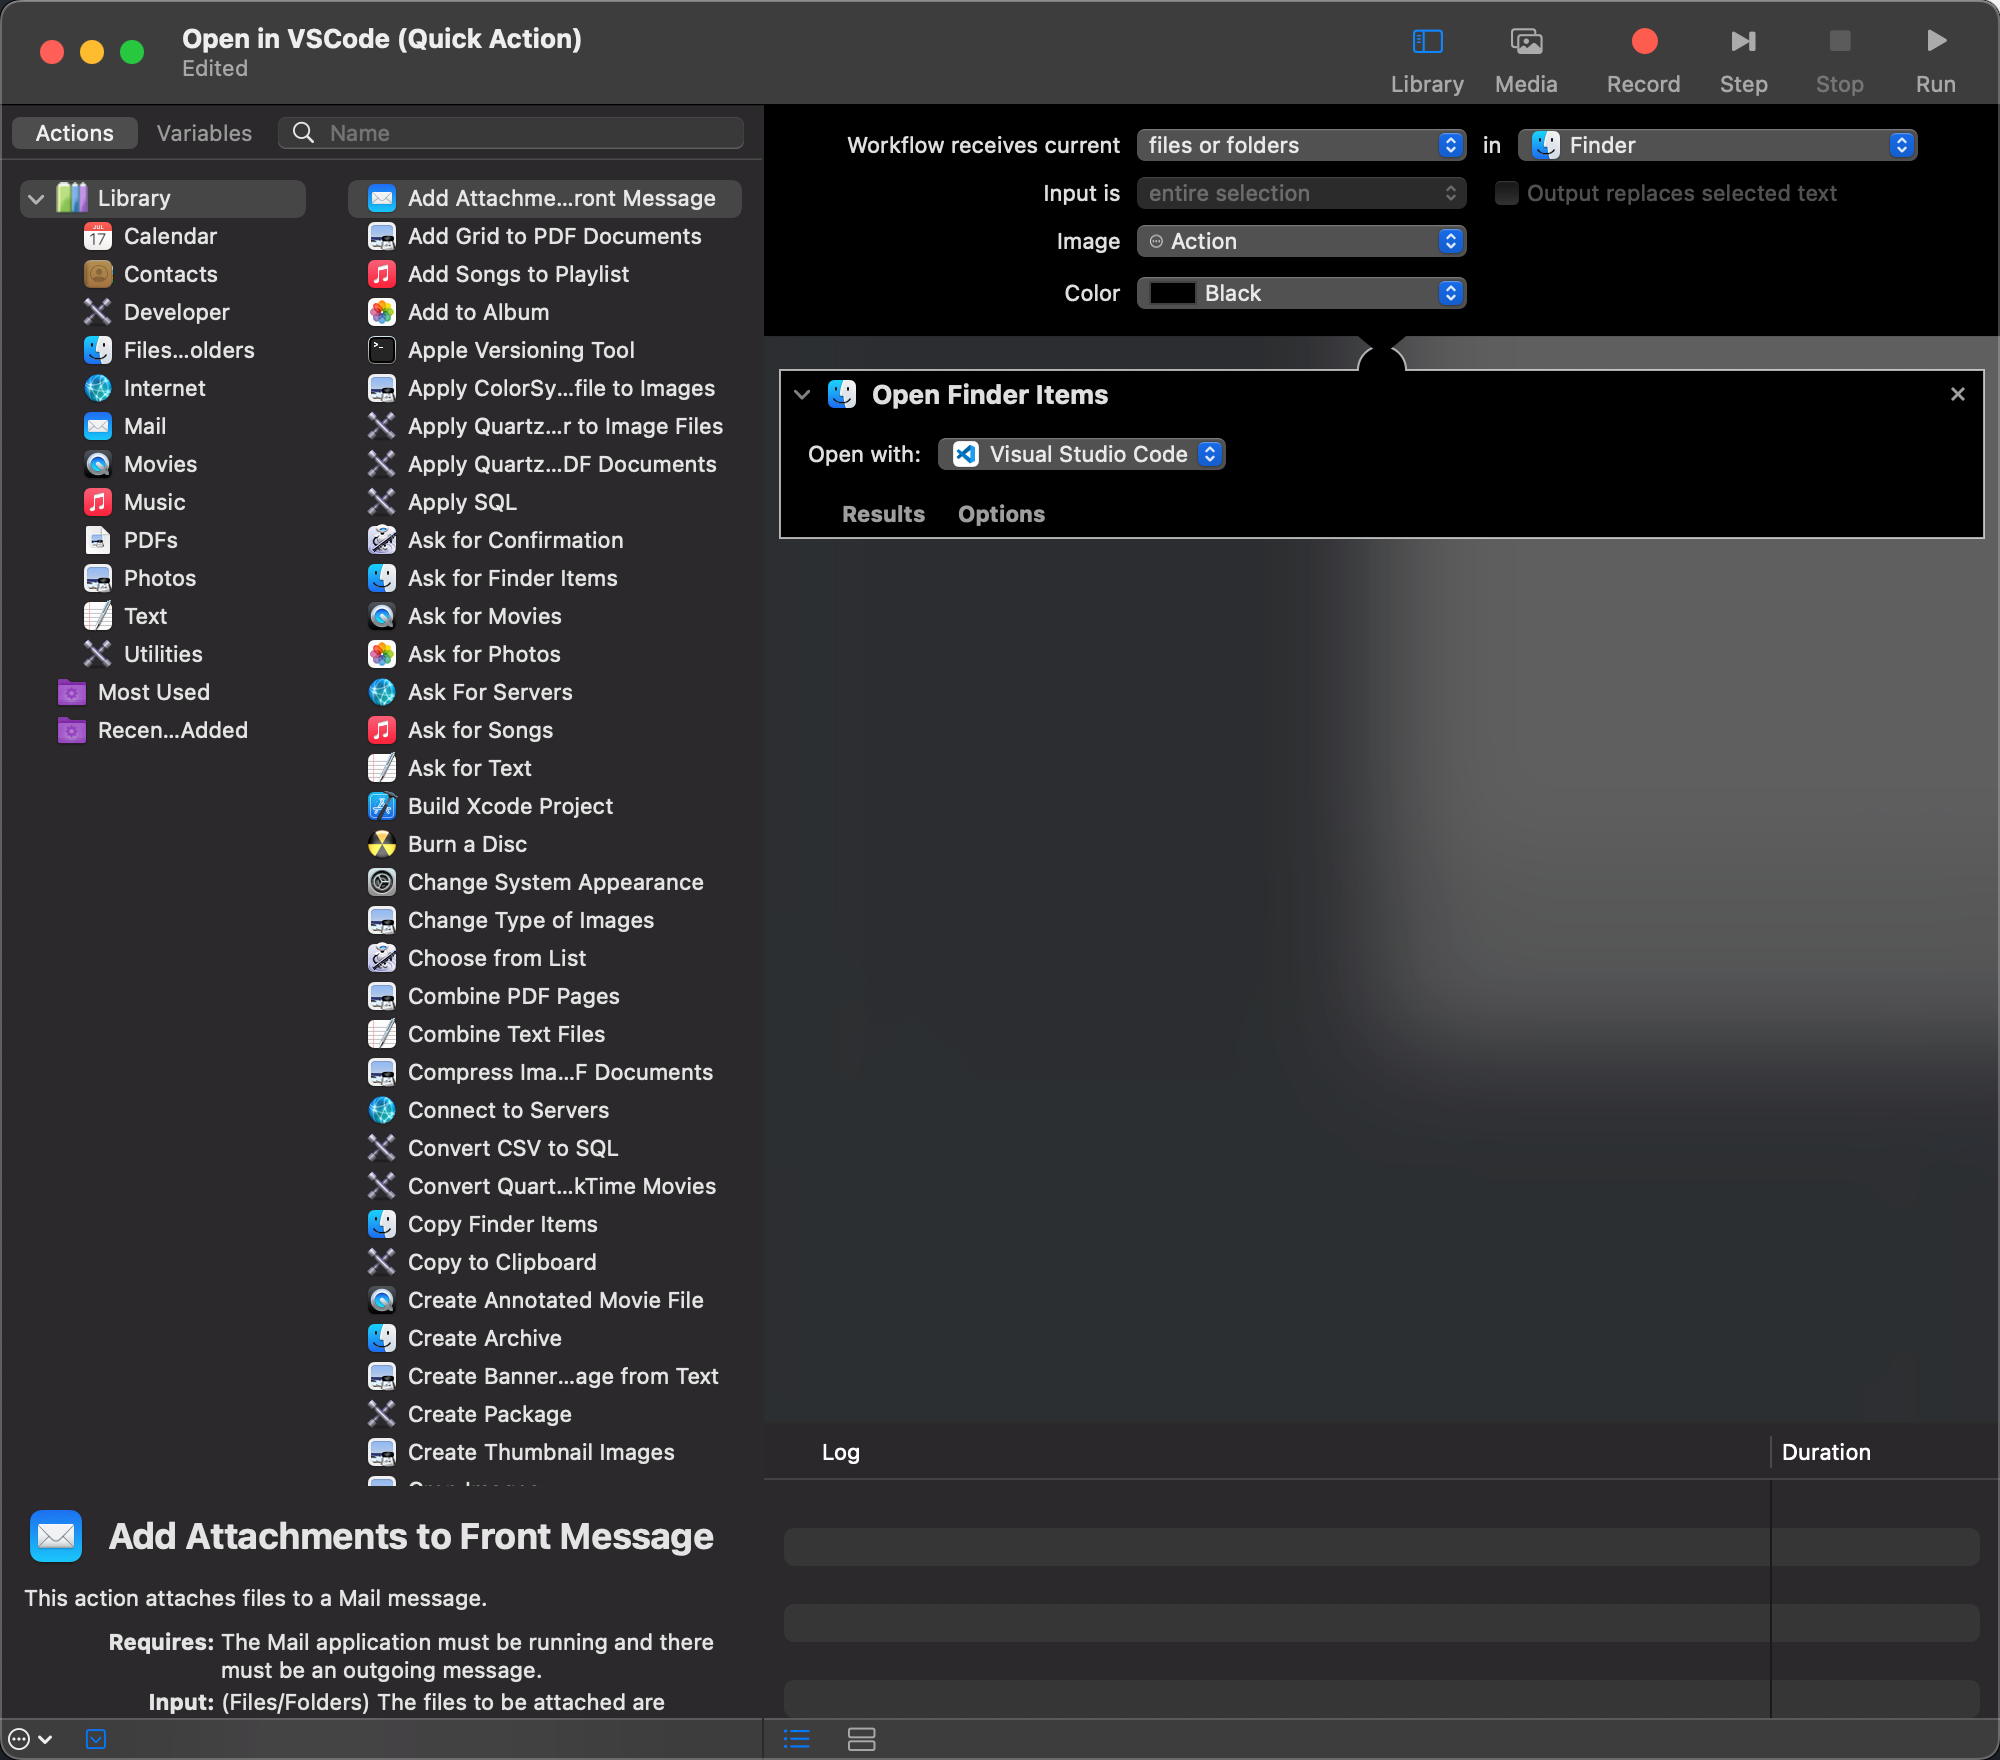 Open in VSCode (Quick Action)
Edited
Library
Media
Record
Step
Stop
Run
Actions
Variables
Name
Library
JUL
17
Calendar
Contacts
Developer
Files...olders
Internet
Mail
Movies
Music
PDFs
Photos
Text
Utilities
Most Used
Recen...Added
Add Attachme...ront Message
Add Grid to PDF Documents
Add Songs to Playlist
Add to Album
Apple Versioning Tool
Apply ColorSy...file to Images
Apply Quartz...r to Image Files
Apply Quartz...DF Documents
Apply SQL
Ask for Confirmation
Ask for Finder Items
Ask for Movies
Ask for Photos
Ask For Servers
Ask for Songs
Ask for Text
Build Xcode Project
Burn a Disc
Change System Appearance
Change Type of Images
Choose from List
Combine PDF Pages
Combine Text Files
Compress Ima...F Documents
Connect to Servers
Convert CSV to SQL
Convert Quart...kTime Movies
Copy Finder Items
Copy to Clipboard
Create Annotated Movie File
Create Archive
Create Banner...age from Text
Create Package
Create Thumbnail Images
Add Attachments to Front Message
This action attaches files to a Mail message.
Requires: The Mail application must be running and there
must be an outgoing message.
Input: (Files/Folders) The files to be attached are
Workflow receives current files or folders in Finder
Input is entire selection Output replaces selected text
Image Action
Color Black
Open Finder Items
Open with: Visual Studio Code
Results Options
Log Duration